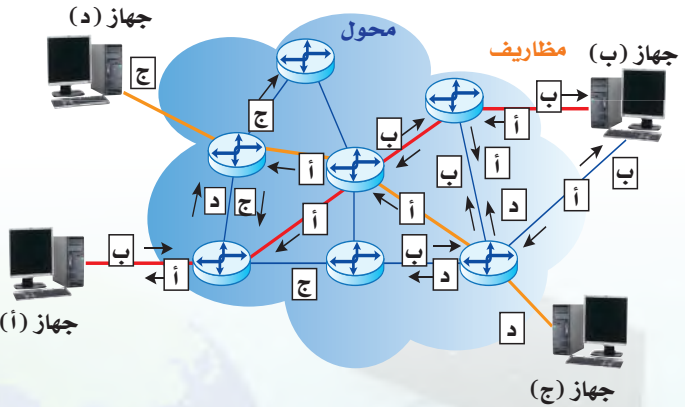 جهاز (د)
محول
مظاريف
جهاز (ب)
ج
ج
ب
ب
أ
أ
ب
أ
ب
أ
د
ج
أ
أ
د
ب
أ
ب
أ
ج
ب
د
جهاز (أ)
د
جهاز (ج)